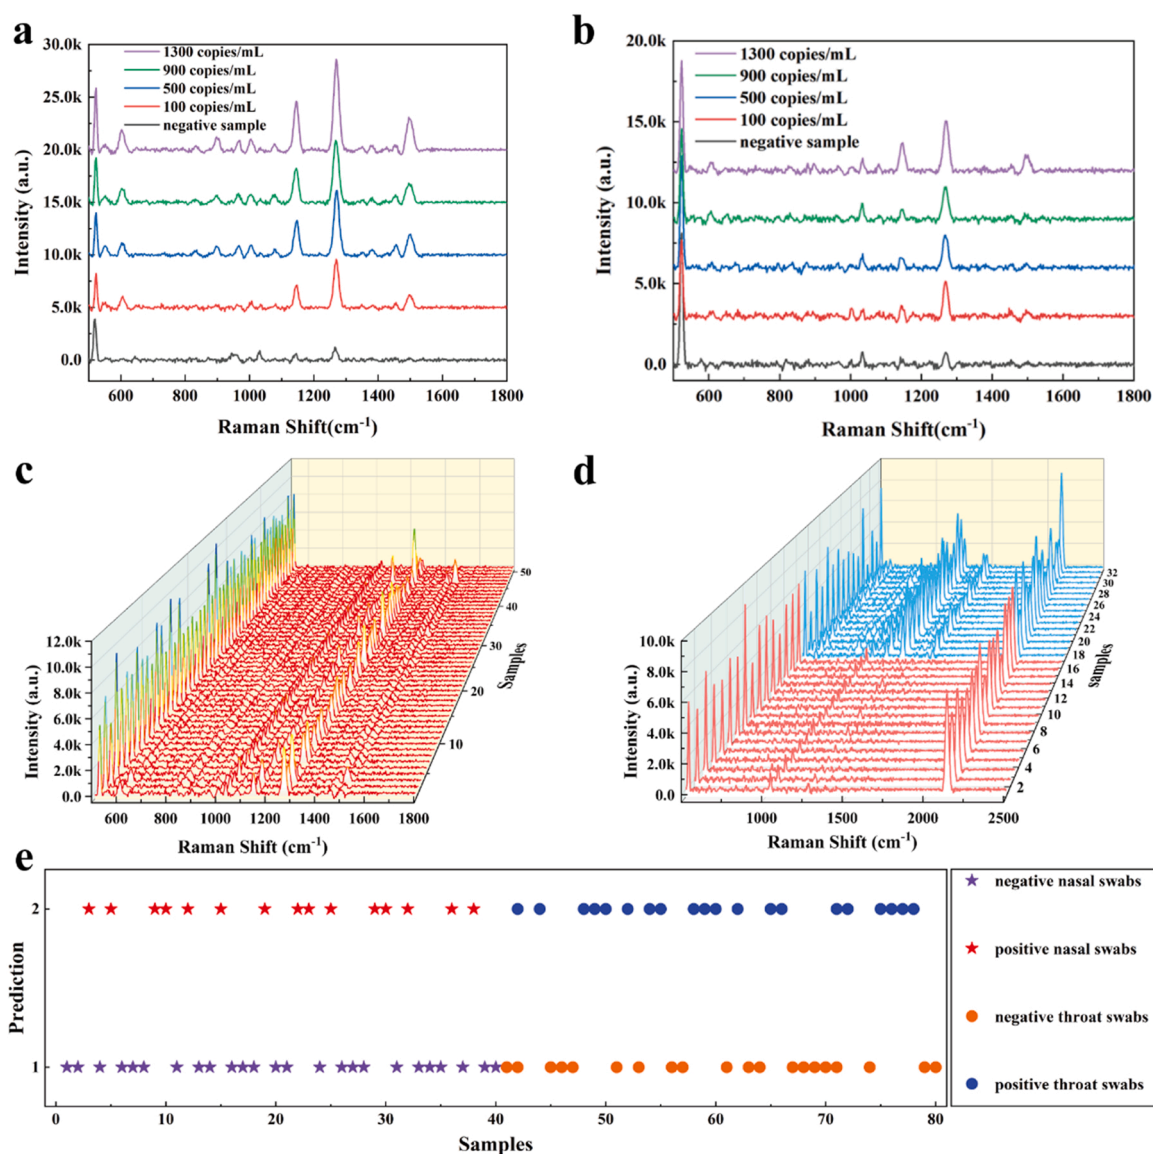 a
30.0k
25.0k
20.0k
15.0k
10.0k
5.0k
0.0
Intensity (a.u.)
1300 copies/mL
900 copies/mL
500 copies/mL
100 copies/mL
negative sample
600 800 1000 1200 1400 1600 1800
Raman Shift(cm-1)
b
20.0k
15.0k
10.0k
5.0k
0.0
Intensity (a.u.)
1300 copies/mL
900 copies/mL
500 copies/mL
100 copies/mL
negative sample
600 800 1000 1200 1400 1600 1800
Raman Shift(cm-1)
c
12.0k
10.0k
8.0k
6.0k
4.0k
2.0k
0.0
Intensity (a.u.)
600 800 1000 1200 1400 1600 1800
Raman Shift (cm-1)
50
40
30
20
10
Samples
d
10.0k
8.0k
6.0k
4.0k
2.0k
0.0
Intensity (a.u.)
1000 1500 2000 2500
Raman Shift (cm-1)
32
30
28
26
24
22
20
18
16
14
12
10
8
6
4
2
samples
e
2
1
Prediction
0 10 20 30 40 50 60 70 80
Samples
negative nasal swabs
positive nasal swabs
negative throat swabs
positive throat swabs